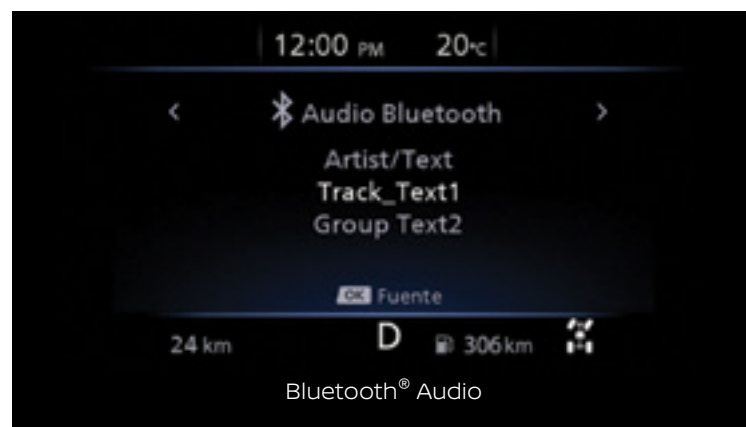 12:00 PM 20°C
< Audio Bluetooth >
Artist/Text
Track_Text1
Group Text2
OK Fuente
24 km D 306 km
Bluetooth® Audio